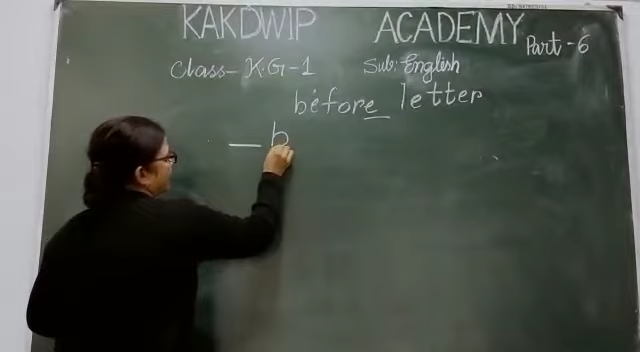 KAKDWIP ACADEMY
Part-6
Class- K.G-1 Sub: English
before letter
_ b